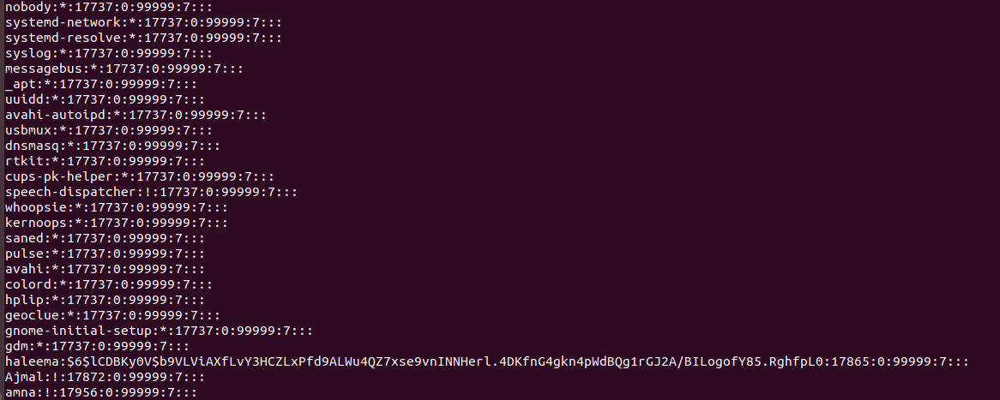 nobody:*:17737:0:99999:7:::
systemd-network:*:17737:0:99999:7:::
systemd-resolve:*:17737:0:99999:7:::
syslog:*:17737:0:99999:7:::
messagebus:*:17737:0:99999:7:::
_apt:*:17737:0:99999:7:::
uuidd:*:17737:0:99999:7:::
avahi-autoipd:*:17737:0:99999:7:::
usbmux:*:17737:0:99999:7:::
dnsmasq:*:17737:0:99999:7:::
rtkit:*:17737:0:99999:7:::
cups-pk-helper:*:17737:0:99999:7:::
speech-dispatcher:!:17737:0:99999:7:::
whoopsie:*:17737:0:99999:7:::
kernoops:*:17737:0:99999:7:::
saned:*:17737:0:99999:7:::
pulse:*:17737:0:99999:7:::
avahi:*:17737:0:99999:7:::
colord:*:17737:0:99999:7:::
hplip:*:17737:0:99999:7:::
geoclue:*:17737:0:99999:7:::
gnome-initial-setup:*:17737:0:99999:7:::
gdm:*:17737:0:99999:7:::
haleema:$6$lCDBKy0V$b9VLViAXfLvY3HCZLxPfd9ALWu4QZ7xse9vnINNHerl.4DKfnG4gkn4pWdBQg1rGJ2A/BILogofY85.RghfpL0:17865:0:99999:7:::
Ajmal:!:17872:0:99999:7:::
amna:!:17956:0:99999:7:::